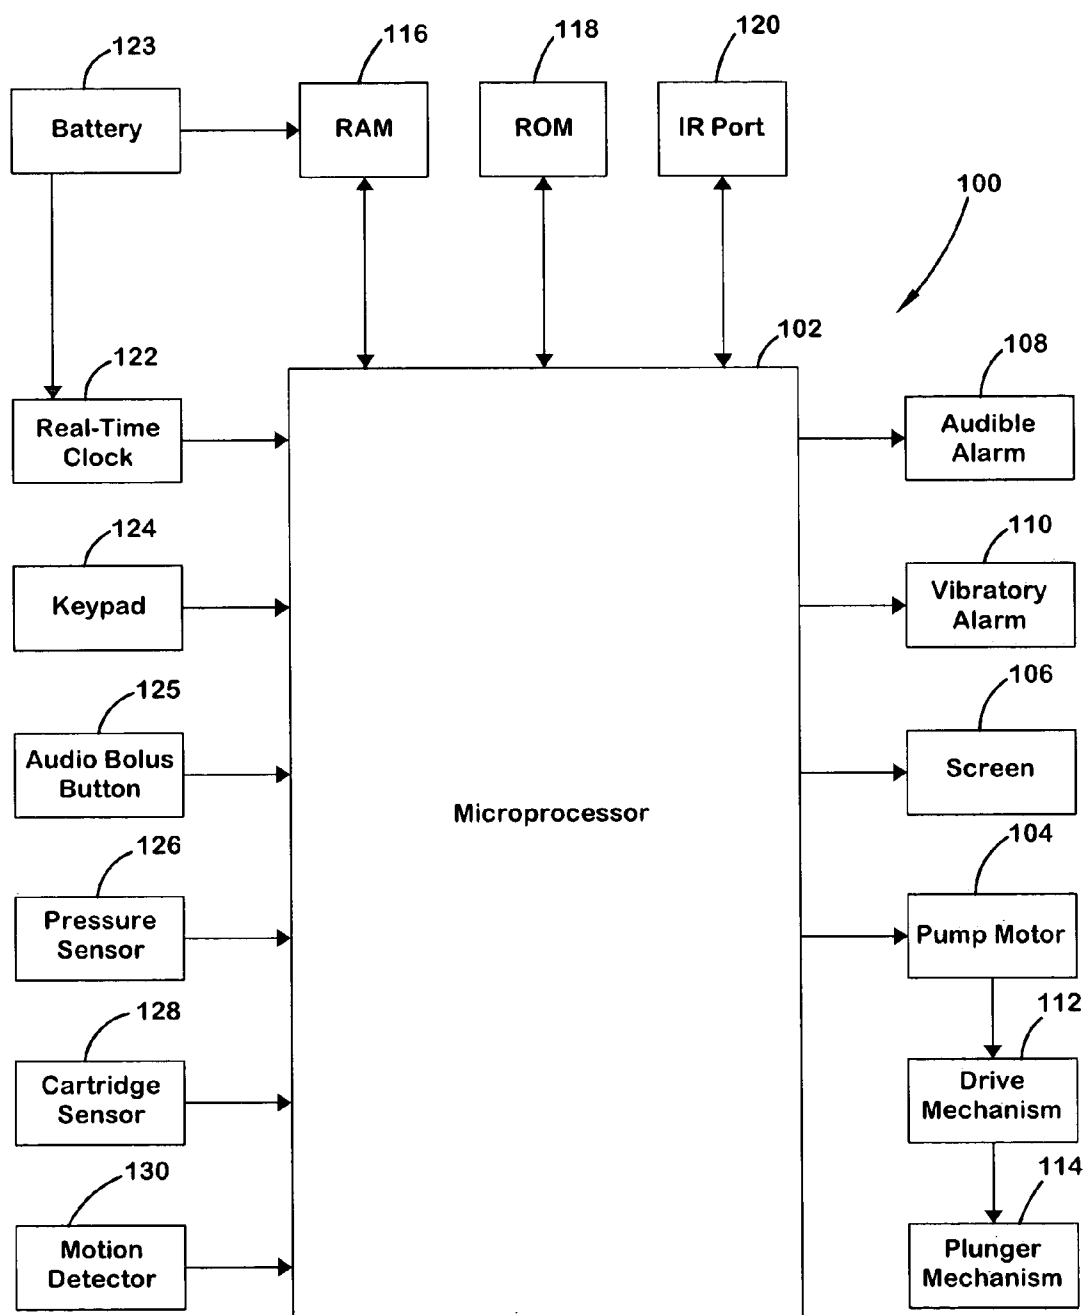 123
116
118
120
Battery
RAM
ROM
IR Port
100
102
122
108
Real-Time
Clock
Audible
Alarm
124
110
Keypad
Vibratory
Alarm
125
106
Audio Bolus
Button
Screen
Microprocessor
126
104
Pressure
Sensor
Pump Motor
128
112
Cartridge
Sensor
Drive
Mechanism
130
114
Motion
Detector
Plunger
Mechanism